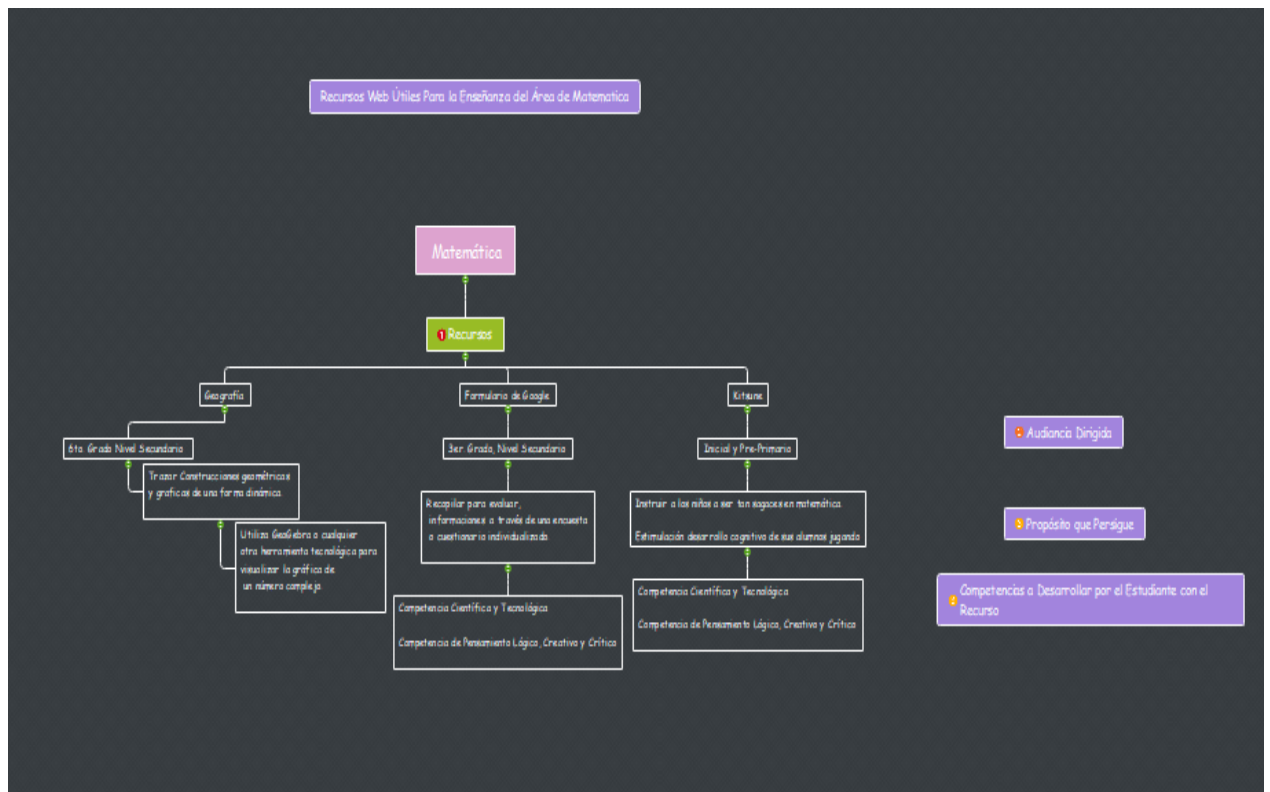 Recursos Web Útiles Para la Enseñanza del Área de Matematica
Matemática
1 Recursos
Geografía
Formulario de Google
Kitsune
6to. Grado Nivel Secundaria
3er. Grado, Nivel Secundaria
Inicial y Pre-Primaria
Audiancia Dirigida
Trazar Construcciones geométricas
y graficas de una forma dinámica.
Recopilar para evaluar,
informaciones a través de una encuesta
o cuestionario individualizado
Instruir a los niños a ser tan sagaces en matemática.
Estimulación desarrollo cognitivo de sus alumnos jugando
Propósito que Persigue
Utiliza GeoGebra o cualquier
otra herramienta tecnológica para
visualizar la gráfica de
un número complejo.
Competencia Científica y Tecnológica
Competencia de Pensamiento Lógico, Creativo y Crítico
Competencia Científica y Tecnológica
Competencia de Pensamiento Lógico, Creativo y Crítico
Competencias a Desarrollar por el Estudiante con el
Recurso